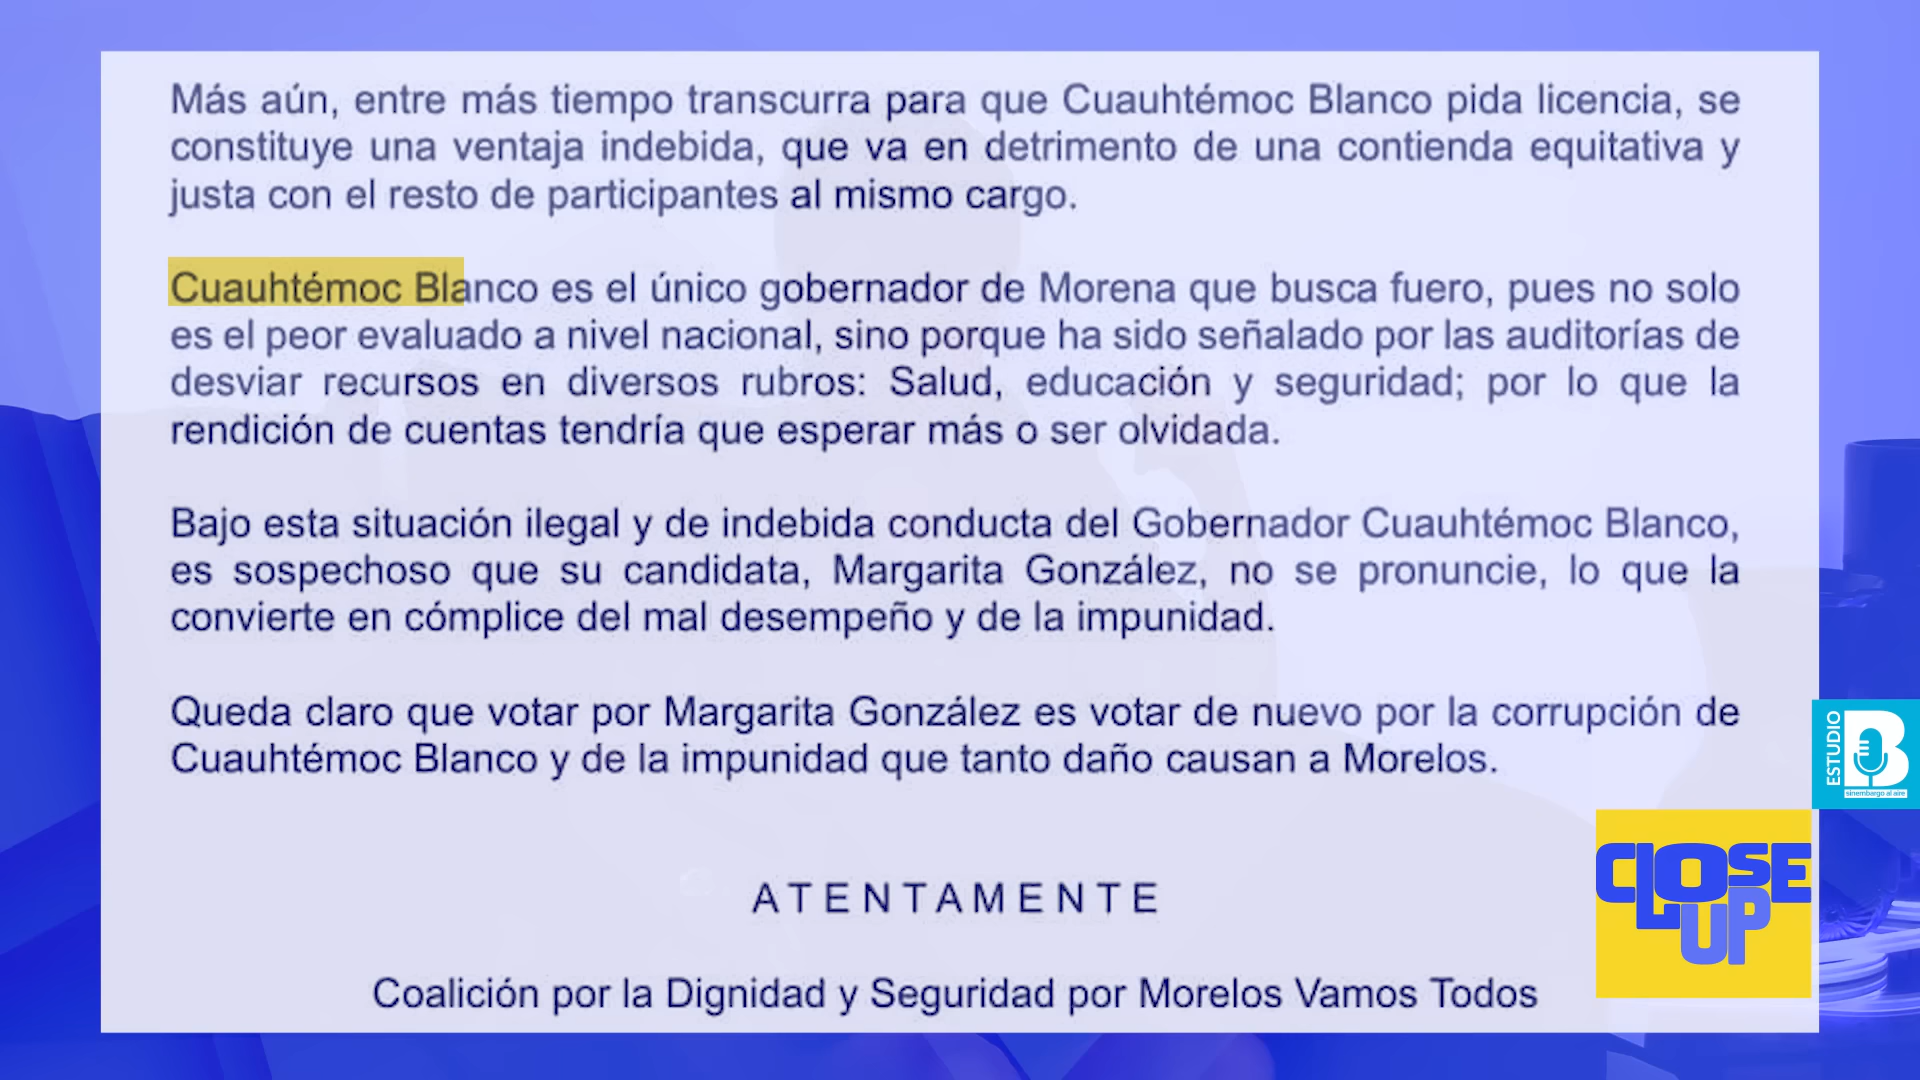 Más aún, entre más tiempo transcurra para que Cuauhtémoc Blanco pida licencia, se
constituye una ventaja indebida, que va en detrimento de una contienda equitativa y
justa con el resto de participantes al mismo cargo.
Cuauhtémoc Blanco es el único gobernador de Morena que busca fuero, pues no solo
es el peor evaluado a nivel nacional, sino porque ha sido señalado por las auditorías de
desviar recursos en diversos rubros: Salud, educación y seguridad; por lo que la
rendición de cuentas tendría que esperar más o ser olvidada.
Bajo esta situación ilegal y de indebida conducta del Gobernador Cuauhtémoc Blanco,
es sospechoso que su candidata, Margarita González, no se pronuncie, lo que la
convierte en cómplice del mal desempeño y de la impunidad.
Queda claro que votar por Margarita González es votar de nuevo por la corrupción de
Cuauhtémoc Blanco y de la impunidad que tanto daño causan a Morelos.
ATENTAMENTE
Coalición por la Dignidad y Seguridad por Morelos Vamos Todos
ESTUDIO
B
sinembargo al aire
CLOSE
UP